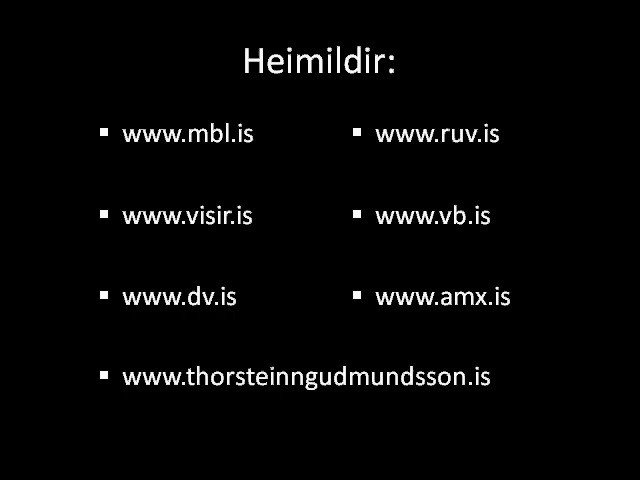 Heimildir:
▪ www.mbl.is
▪ www.ruv.is
▪ www.visir.is
▪ www.vb.is
▪ www.dv.is
▪ www.amx.is
▪ www.thorsteinngudmundsson.is